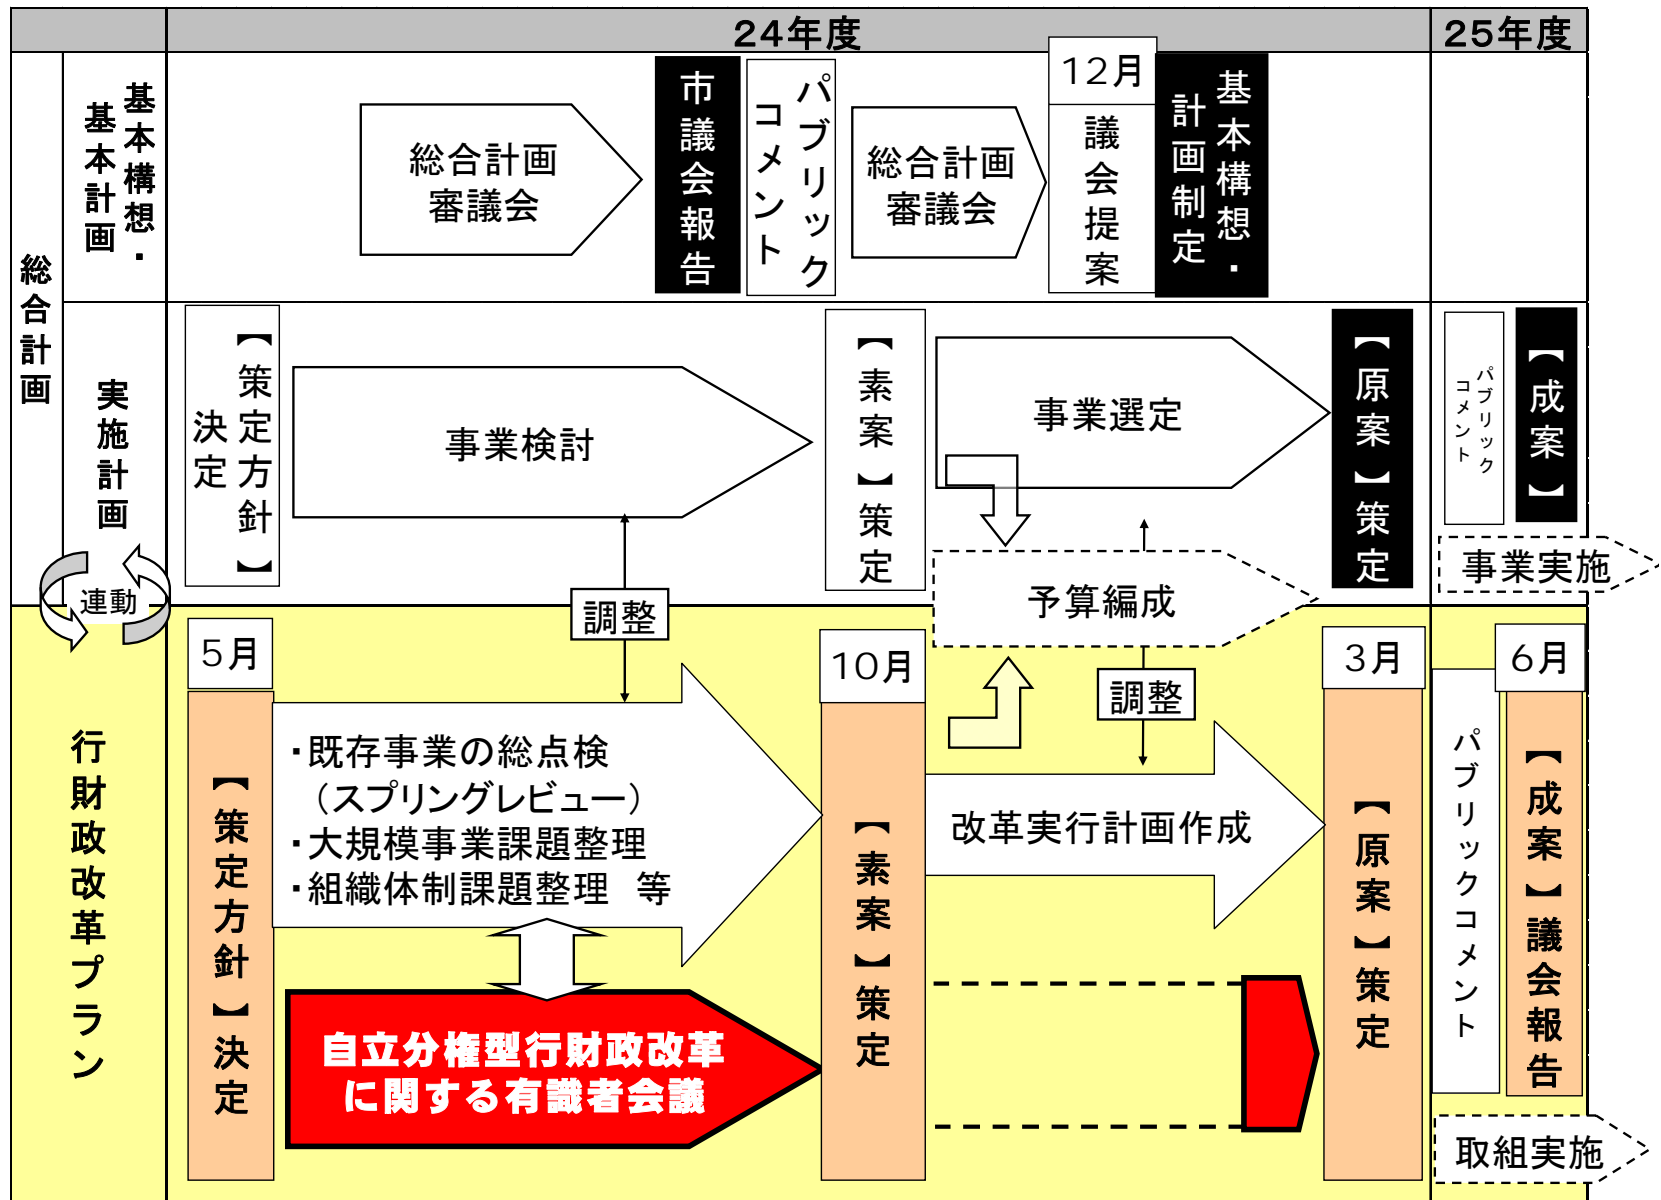 24年度
25年度
総合計画
基本構想・
基本計画
総合計画
審議会
市議会報告
パブリック
コメント
総合計画
審議会
12月
議会提案
基本構想・
計画制定
実施計画
【策定方針】
決定
事業検討
【素案】策定
事業選定
【原案】策定
パブリック
コメント
【成案】
事業実施
予算編成
連動
調整
調整
行財政改革プラン
5月
【策定方針】決定
・既存事業の総点検
（スプリングレビュー）
・大規模事業課題整理
・組織体制課題整理　等
自立分権型行財政改革
に関する有識者会議
10月
【素案】策定
改革実行計画作成
3月
【原案】策定
パブリックコメント
6月
【成案】議会報告
取組実施